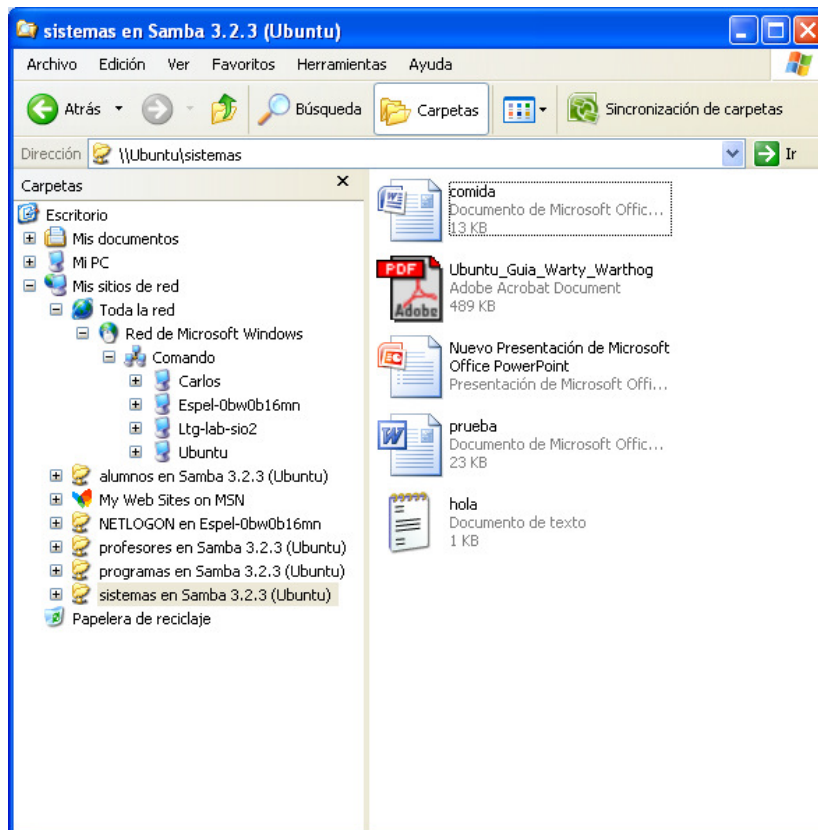 sistemas en Samba 3.2.3 (Ubuntu)
Archivo Edición Ver Favoritos Herramientas Ayuda
Atrás Búsqueda Carpetas Sincronización de carpetas
Dirección \\Ubuntu\sistemas Ir
Carpetas
Escritorio
Mis documentos
Mi PC
Mis sitios de red
Toda la red
Red de Microsoft Windows
Comando
Carlos
Espel-0bw0b16mn
Ltg-lab-sio2
Ubuntu
alumnos en Samba 3.2.3 (Ubuntu)
My Web Sites on MSN
NETLOGON en Espel-0bw0b16mn
profesores en Samba 3.2.3 (Ubuntu)
programas en Samba 3.2.3 (Ubuntu)
sistemas en Samba 3.2.3 (Ubuntu)
Papelera de reciclaje
comida
Documento de Microsoft Offic...
13 KB
PDF
Adobe
Ubuntu_Guia_Warty_Warthog
Adobe Acrobat Document
489 KB
Nuevo Presentación de Microsoft
Office PowerPoint
Presentación de Microsoft Offi...
prueba
Documento de Microsoft Offic...
23 KB
hola
Documento de texto
1 KB